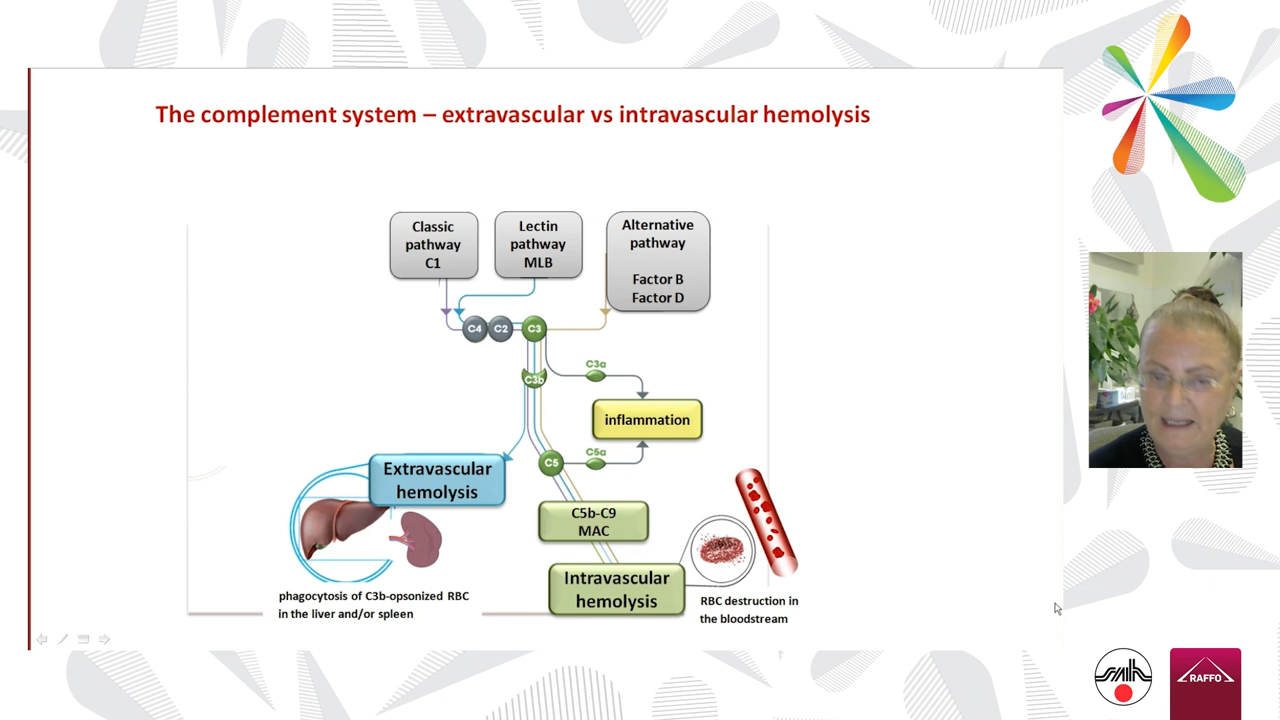 The complement system – extravascular vs intravascular hemolysis
Classic
pathway
C1
Lectin
pathway
MLB
Alternative
pathway
Factor B
Factor D
C4
C2
C3
C3a
C3b
inflammation
C5
C5a
Extravascular
hemolysis
C5b-C9
MAC
Intravascular
hemolysis
phagocytosis of C3b-opsonized RBC
in the liver and/or spleen
RBC destruction in
the bloodstream
RAFFO